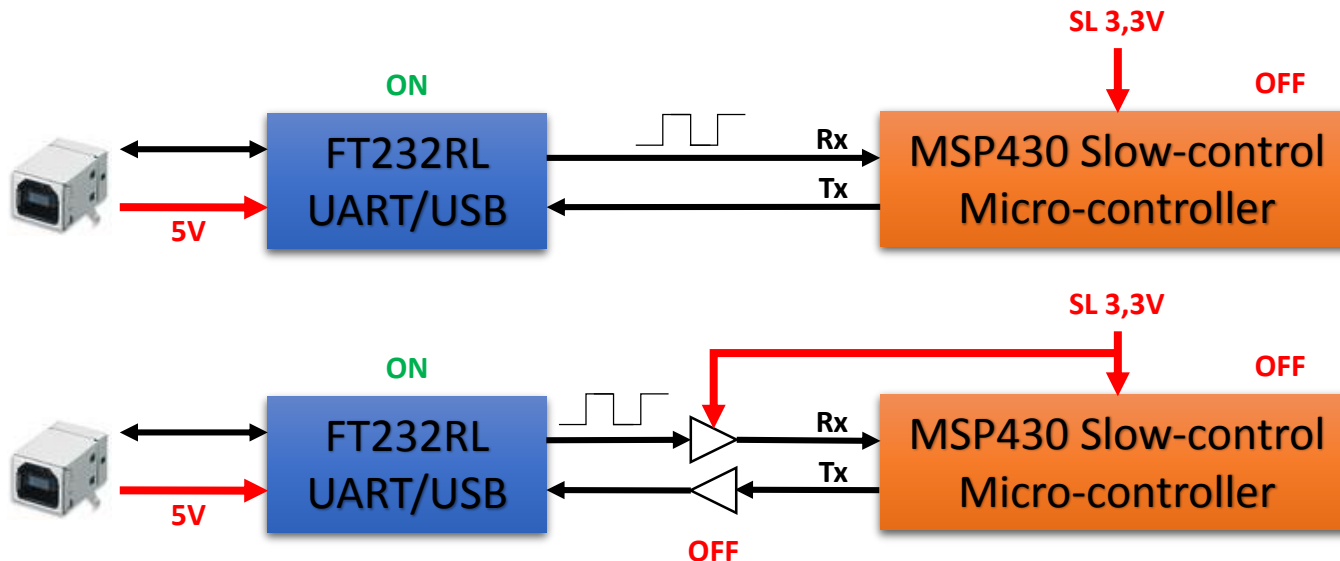 SL 3,3V
ON
OFF
FT232RL
UART/USB
Rx
Tx
MSP430 Slow-control
Micro-controller
5V
SL 3,3V
ON
OFF
FT232RL
UART/USB
Rx
Tx
MSP430 Slow-control
Micro-controller
5V
OFF